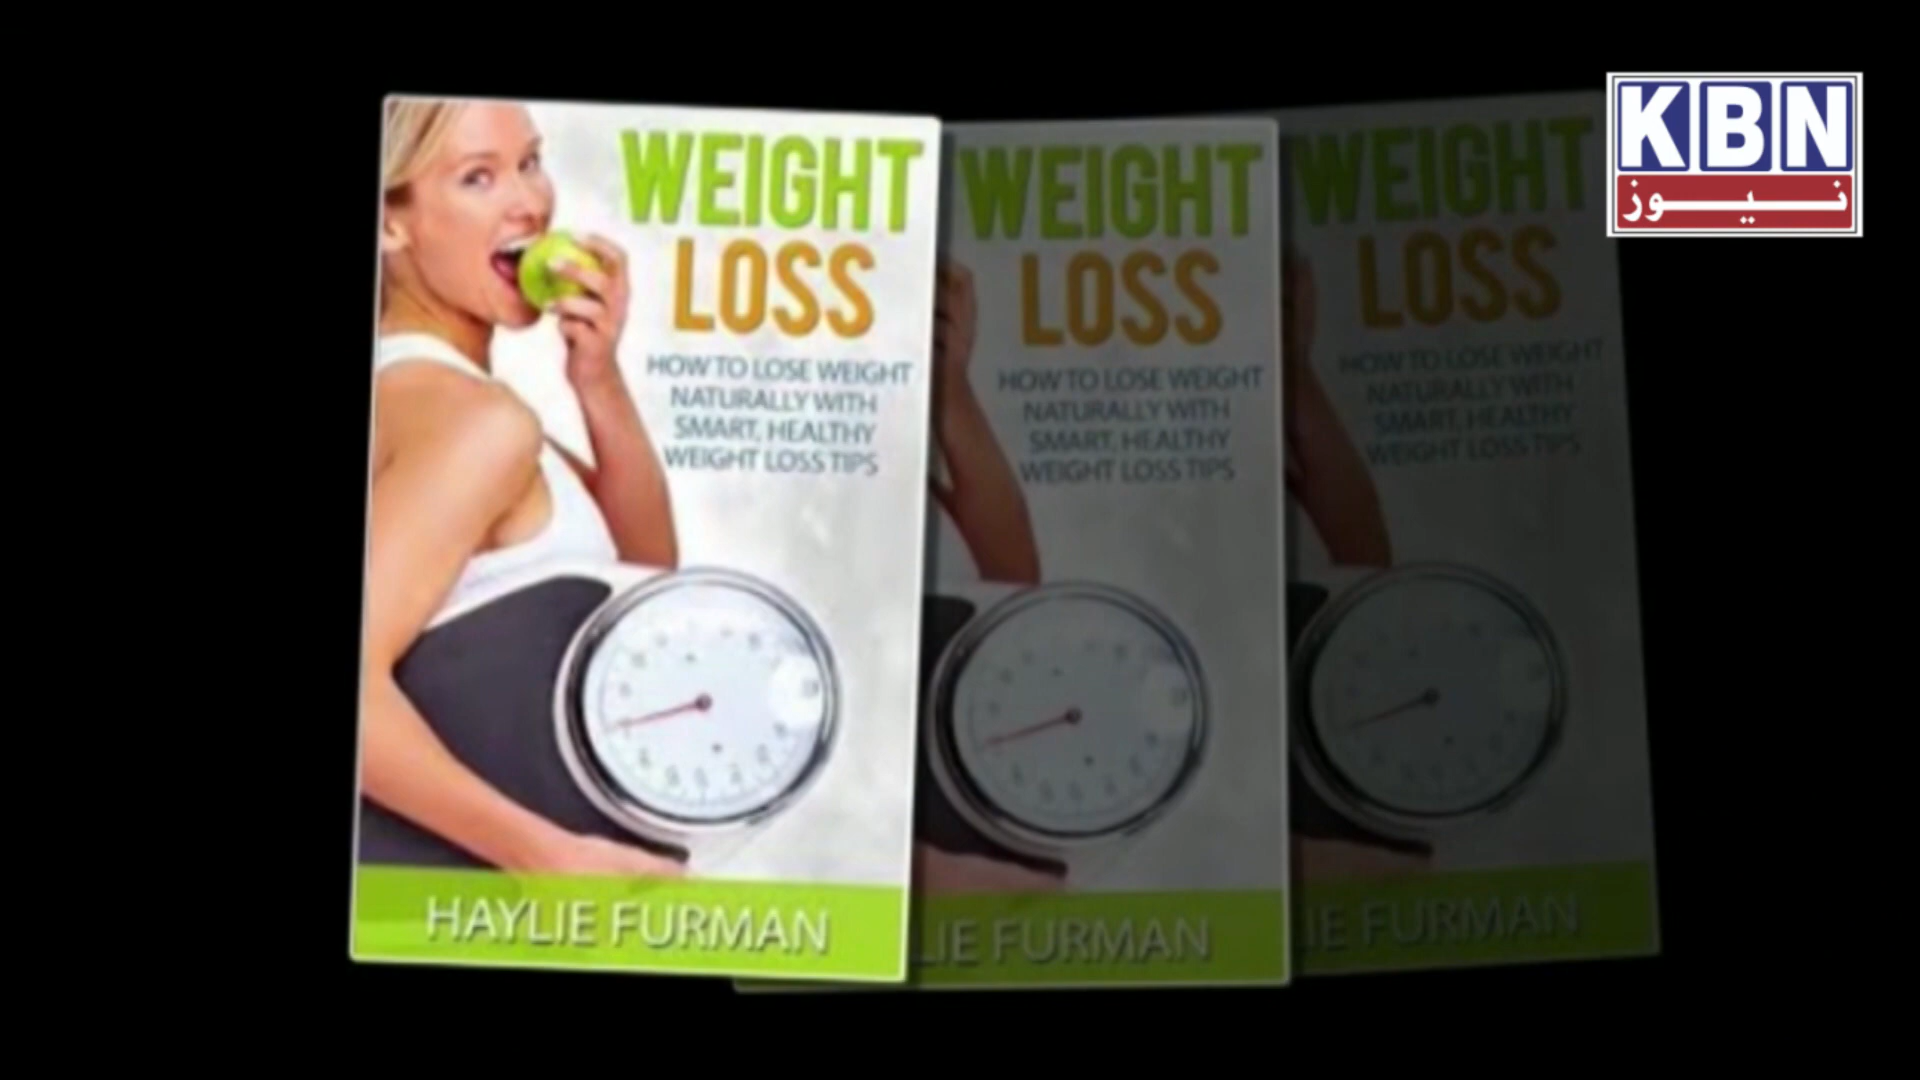 WEIGHT
LOSS
HOW TO LOSE WEIGHT
NATURALLY WITH
SMART, HEALTHY
WEIGHT LOSS TIPS
HAYLIE FURMAN
WEIGHT
LOSS
HOW TO LOSE WEIGHT
NATURALLY WITH
SMART, HEALTHY
WEIGHT LOSS TIPS
LIE FURMAN
WEIGHT
LOSS
HOW TO LOSE WEIGHT
NATURALLY WITH
SMART, HEALTHY
WEIGHT LOSS TIPS
LIE FURMAN
KBN
نیوز